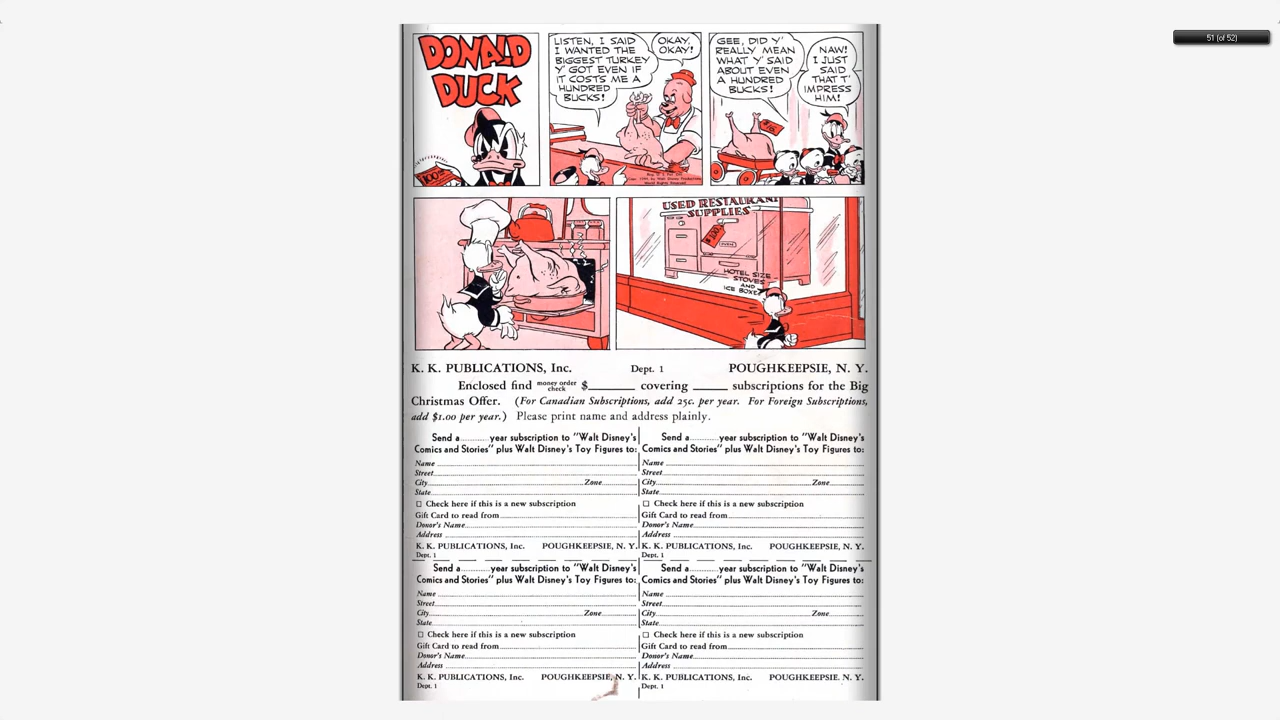 51 (of 52)
DONALD
DUCK
100
LISTEN, I SAID
I WANTED THE
BIGGEST TURKEY
Y' GOT EVEN IF
IT COSTS ME A
HUNDRED
BUCKS!
OKAY,
OKAY!
GEE, DID Y'
REALLY MEAN
WHAT Y' SAID
ABOUT EVEN
A HUNDRED
BUCKS!
NAW!
I JUST
SAID
THAT T'
IMPRESS
HIM!
USED RESTAURANT
SUPPLIES
$100
OVEN
HOTEL SIZE
STOVES
AND
ICE BOXES
K. K. PUBLICATIONS, Inc. Dept. 1 POUGHKEEPSIE, N. Y.
Enclosed find money order check $ covering subscriptions for the Big
Christmas Offer. (For Canadian Subscriptions, add 25c. per year. For Foreign Subscriptions,
add $1.00 per year.) Please print name and address plainly.
Send a year subscription to "Walt Disney's
Comics and Stories" plus Walt Disney's Toy Figures to:
Name
Street
City Zone
State
☐ Check here if this is a new subscription
Gift Card to read from
Donor's Name
Address
K. K. PUBLICATIONS, Inc. POUGHKEEPSIE, N. Y.
Dept. 1
Send a year subscription to "Walt Disney's
Comics and Stories" plus Walt Disney's Toy Figures to:
Name
Street
City Zone
State
☐ Check here if this is a new subscription
Gift Card to read from
Donor's Name
Address
K. K. PUBLICATIONS, Inc. POUGHKEEPSIE, N. Y.
Dept. 1
Send a year subscription to "Walt Disney's
Comics and Stories" plus Walt Disney's Toy Figures to:
Name
Street
City Zone
State
☐ Check here if this is a new subscription
Gift Card to read from
Donor's Name
Address
K. K. PUBLICATIONS, Inc. POUGHKEEPSIE, N. Y.
Dept. 1
Send a year subscription to "Walt Disney's
Comics and Stories" plus Walt Disney's Toy Figures to:
Name
Street
City Zone
State
☐ Check here if this is a new subscription
Gift Card to read from
Donor's Name
Address
K. K. PUBLICATIONS, Inc. POUGHKEEPSIE. N. Y.
Dept. 1